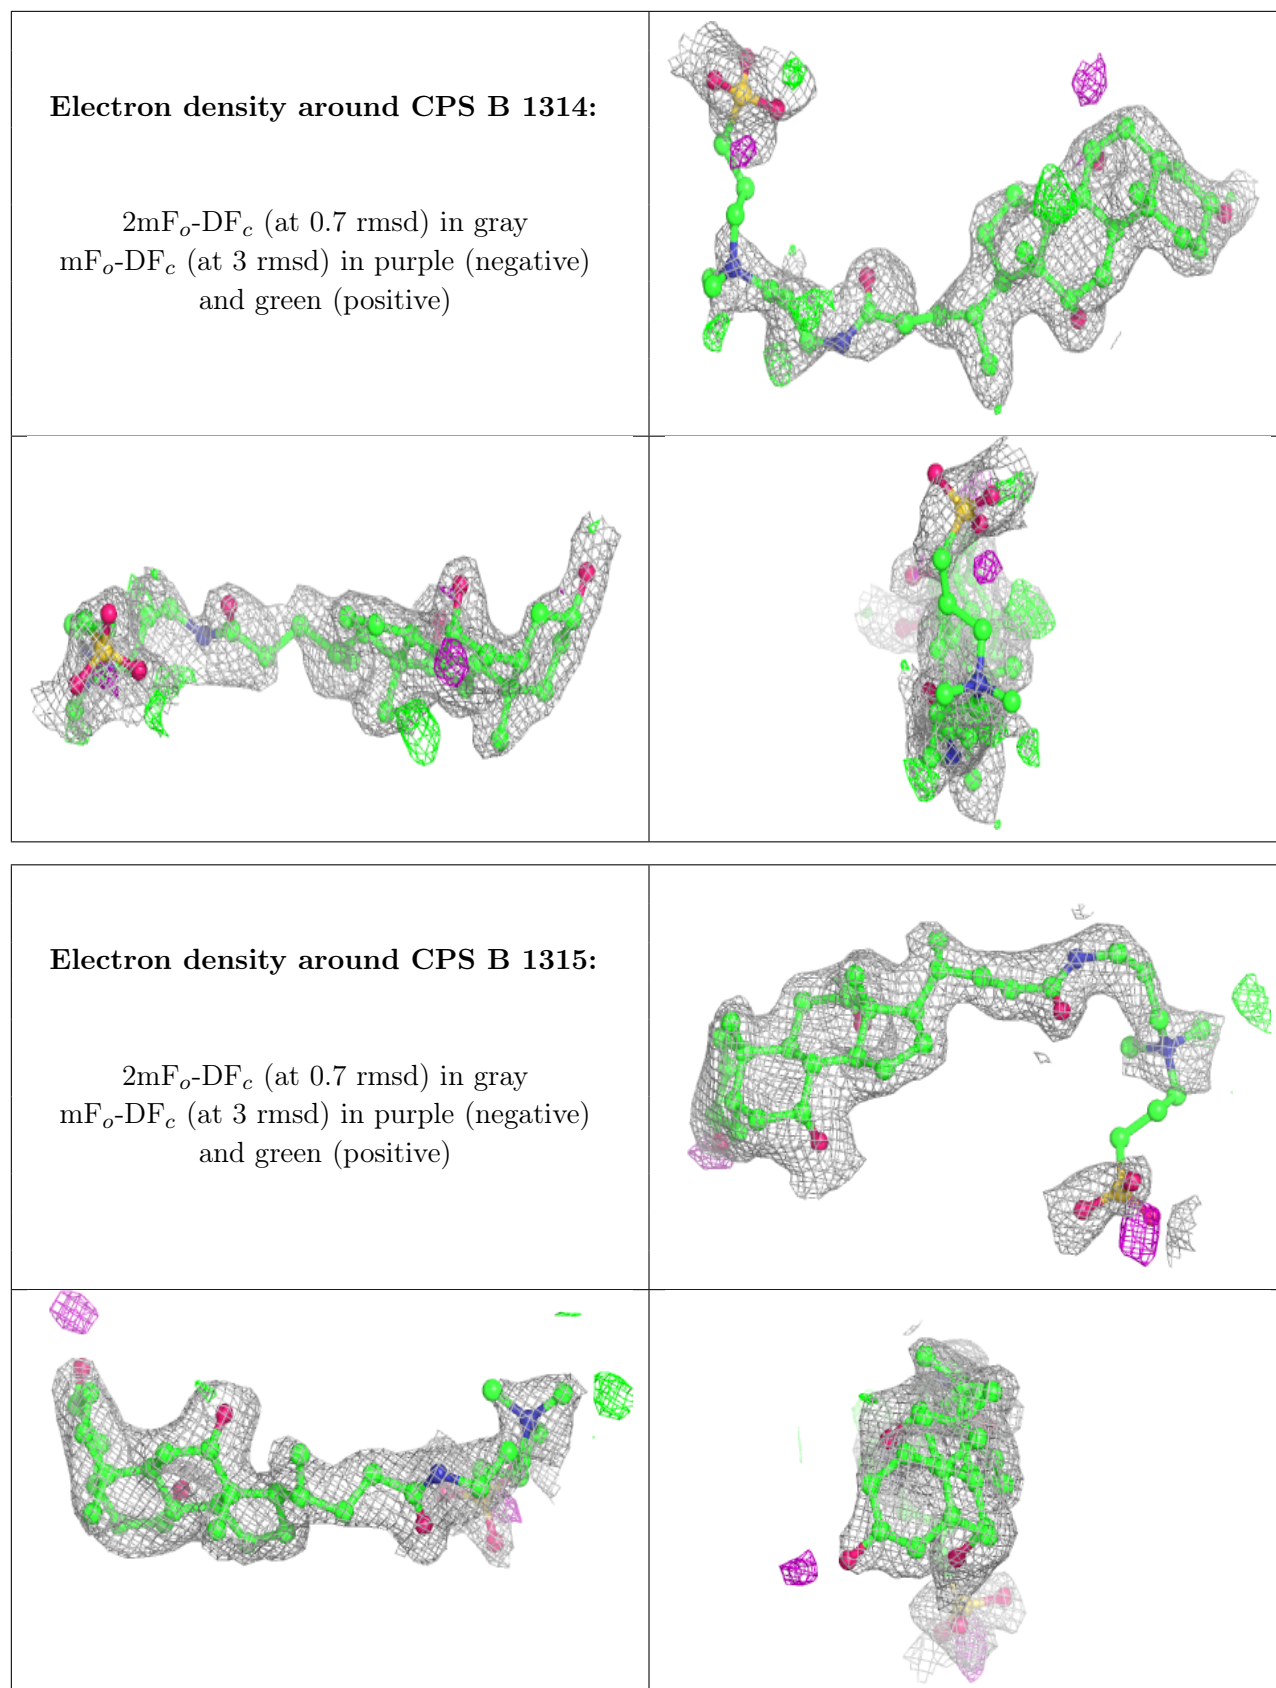 Electron density around CPS B 1314:
2mFo-DFc (at 0.7 rmsd) in gray
mFo-DFc (at 3 rmsd) in purple (negative)
and green (positive)
Electron density around CPS B 1315:
2mFo-DFc (at 0.7 rmsd) in gray
mFo-DFc (at 3 rmsd) in purple (negative)
and green (positive)